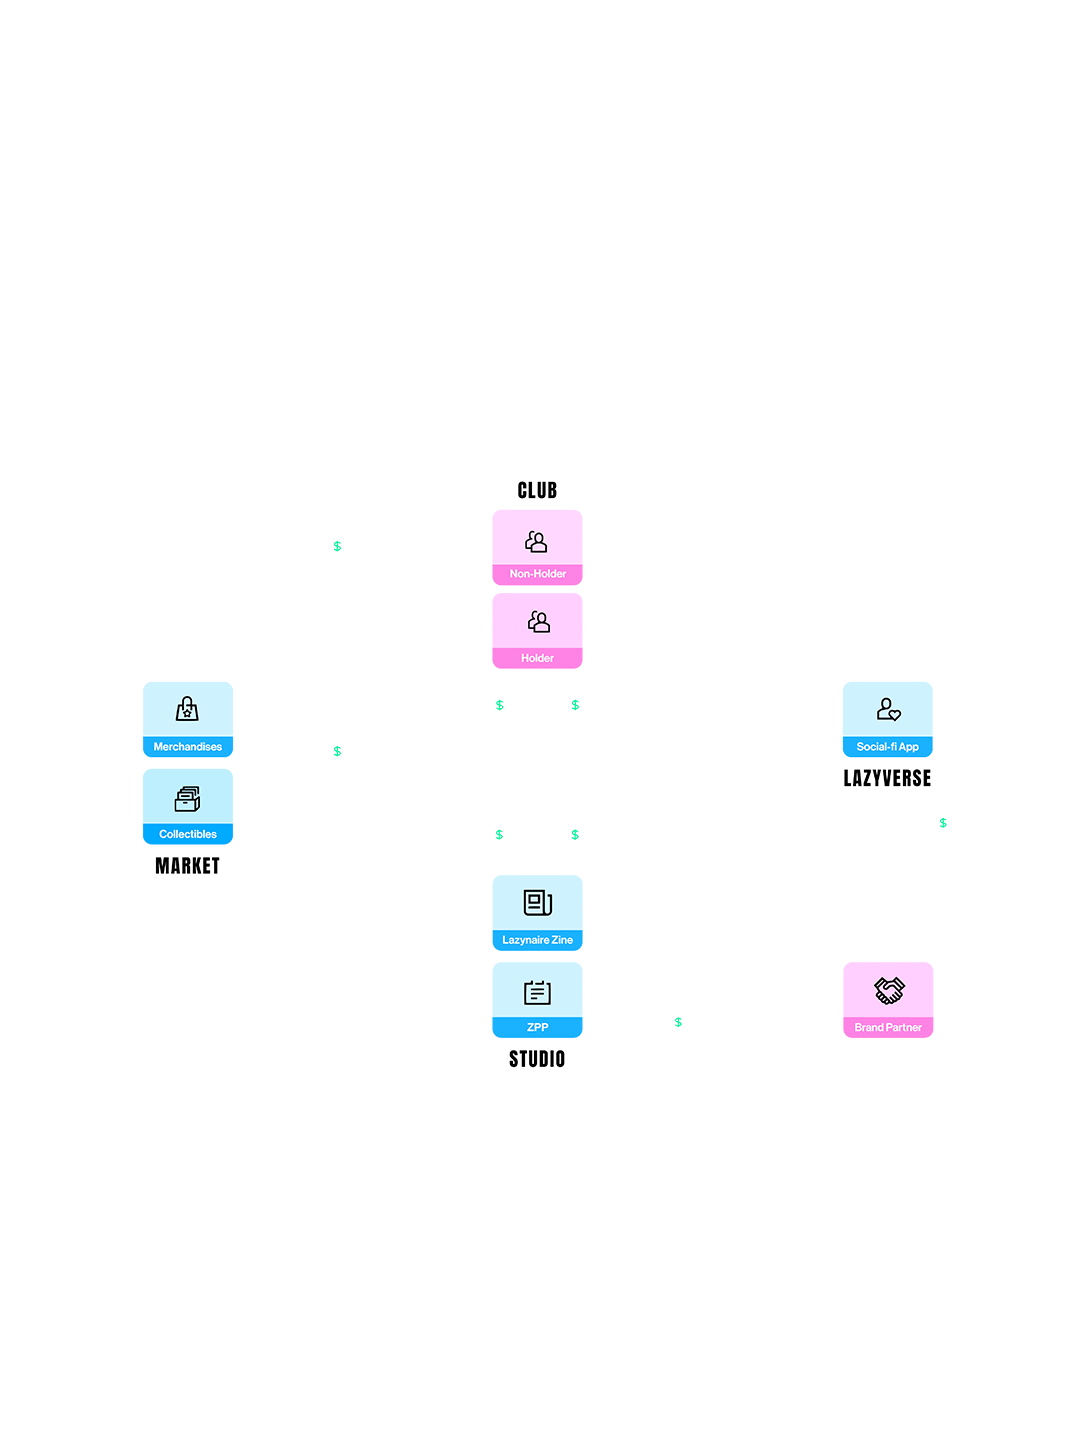 CLUB
$
Non-Holder
Holder
$ $
Merchandises
Social-fi App
$
LAZYVERSE
$
Collectibles
$ $
MARKET
Lazynaire Zine
$
ZPP
Brand Partner
STUDIO